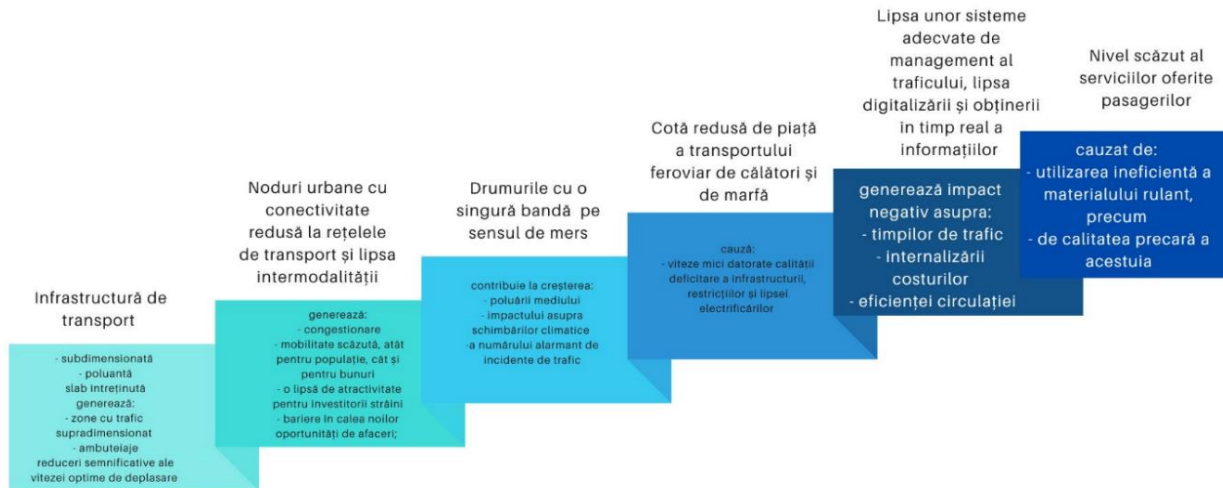 Infrastructură de
transport
- subdimensionată
- poluantă
slab întreținută
generează:
- zone cu trafic
supradimensionat
- ambuteiaje
reduceri semnificative ale
vitezei optime de deplasare
Noduri urbane cu
conectivitate
redusă la rețelele
de transport și lipsa
intermodalității
generează:
- congestionare
- mobilitate scăzută, atât
pentru populație, cât și
pentru bunuri
- o lipsă de atractivitate
pentru investitorii străini
- bariere în calea noilor
oportunități de afaceri;
Drumurile cu o
singură bandă pe
sensul de mers
contribuie la creșterea:
- poluării mediului
- impactului asupra
schimbărilor climatice
-a numărului alarmant de
incidente de trafic
Cotă redusă de piață
a transportului
feroviar de călători și
de marfă
cauză:
- viteze mici datorate calității
deficitare a infrastructurii,
restricțiilor și lipsei
electrificărilor
Lipsa unor sisteme
adecvate de
management al
traficului, lipsa
digitalizării și obținerii
in timp real a
informațiilor
generează impact
negativ asupra:
- timpilor de trafic
- internalizării
costurilor
- eficienței circulației
Nivel scăzut al
serviciilor oferite
pasagerilor
cauzat de:
- utilizarea ineficientă a
materialului rulant,
precum
- de calitatea precară a
acestuia